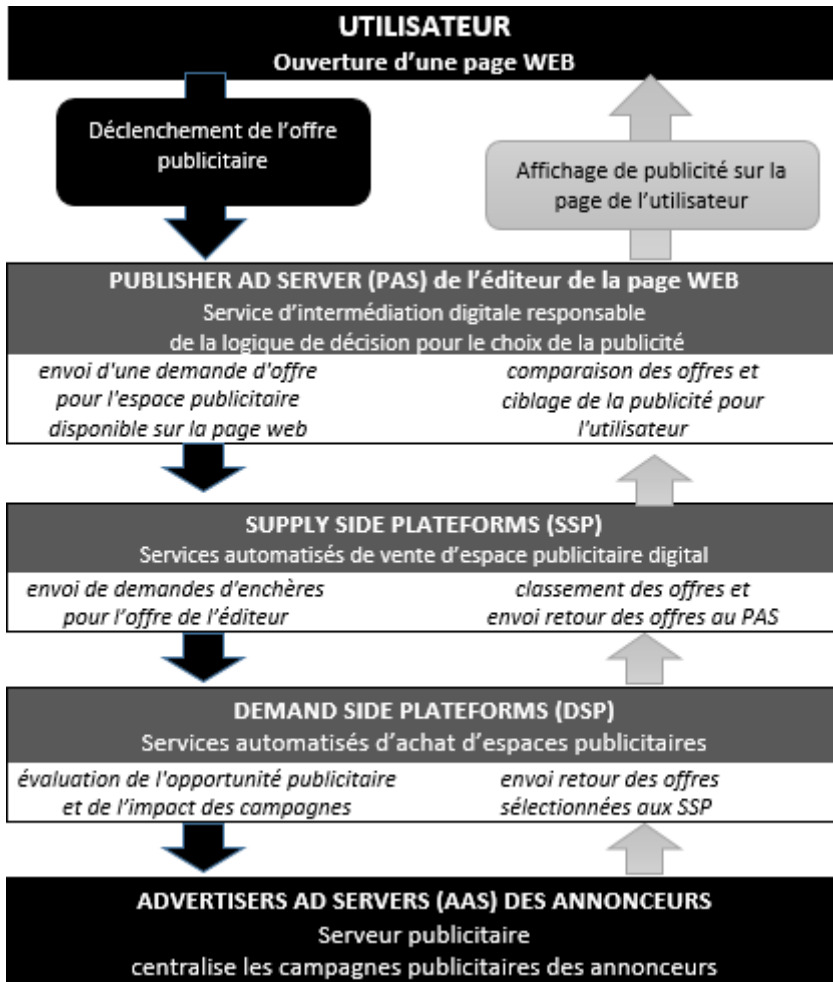 UTILISATEUR
Ouverture d'une page WEB
Déclenchement de l'offre
publicitaire
Affichage de publicité sur la
page de l'utilisateur
PUBLISHER AD SERVER (PAS) de l'éditeur de la page WEB
Service d'intermédiation digitale responsable
de la logique de décision pour le choix de la publicité
envoi d'une demande d'offre
pour l'espace publicitaire
disponible sur la page web
comparaison des offres et
ciblage de la publicité pour
l'utilisateur
SUPPLY SIDE PLATEFORMS (SSP)
Services automatisés de vente d'espace publicitaire digital
envoi de demandes d'enchères
pour l'offre de l'éditeur
classement des offres et
envoi retour des offres au PAS
DEMAND SIDE PLATEFORMS (DSP)
Services automatisés d'achat d'espaces publicitaires
évaluation de l'opportunité publicitaire
et de l'impact des campagnes
envoi retour des offres
sélectionnées aux SSP
ADVERTISERS AD SERVERS (AAS) DES ANNONCEURS
Serveur publicitaire
centralise les campagnes publicitaires des annonceurs